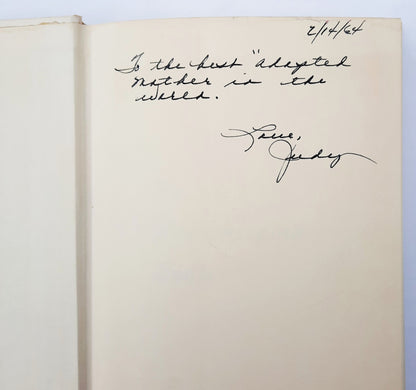 2/14/64
To the best "adopted
mother in the
world.
Love,
Judy